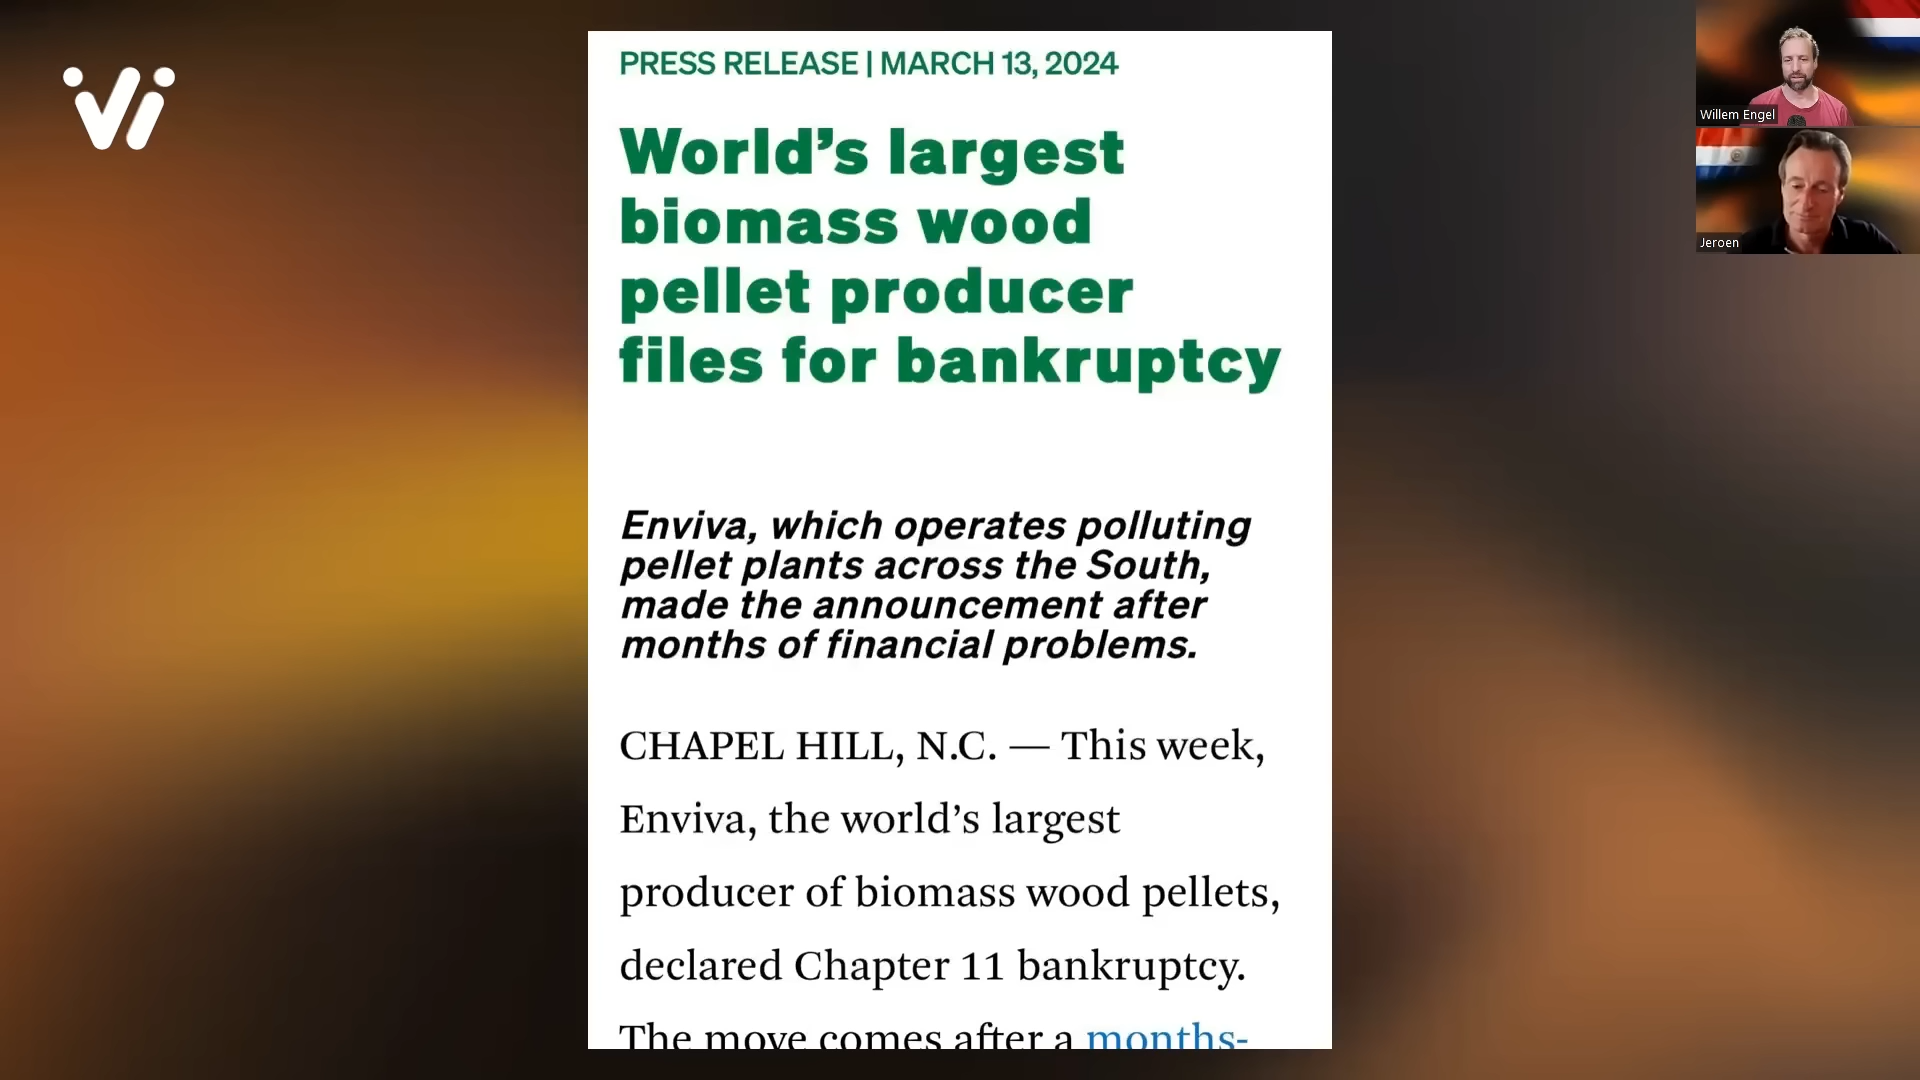 PRESS RELEASE | MARCH 13, 2024
World’s largest
biomass wood
pellet producer
files for bankruptcy
Enviva, which operates polluting
pellet plants across the South,
made the announcement after
months of financial problems.
CHAPEL HILL, N.C. — This week,
Enviva, the world’s largest
producer of biomass wood pellets,
declared Chapter 11 bankruptcy.
The move comes after a months-
Willem Engel
Jeroen